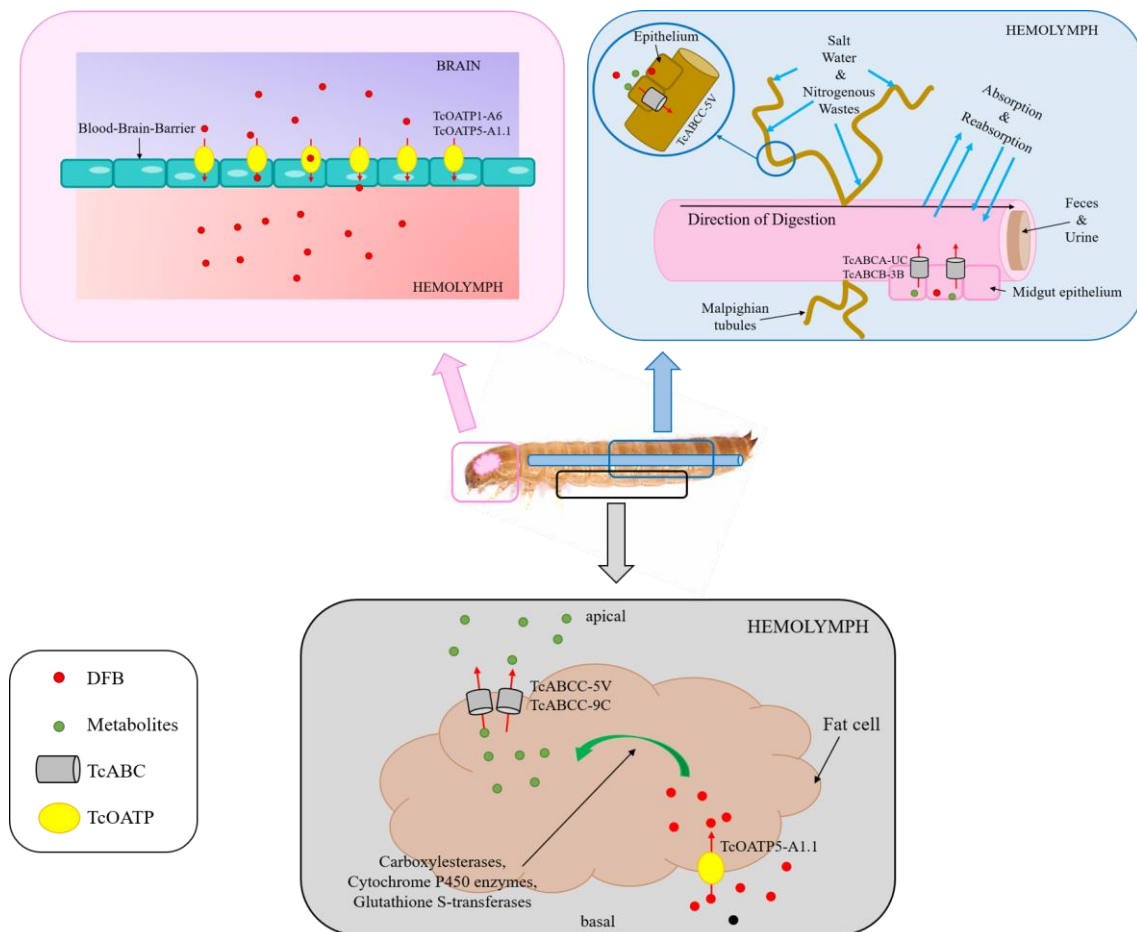 HEMOLYMPH
BRAIN
Blood-Brain-Barrier
TcOATP1-A6
TcOATP5-A1.1
HEMOLYMPH
Epithelium
TcABCC-5V
Salt
Water
&
Nitrogenous
Wastes
Absorption
&
Reabsorption
Direction of Digestion
Feces
&
Urine
TcABCA-UC
TcABCB-3B
Midgut epithelium
Malpighian
tubules
apical
HEMOLYMPH
TcABCC-5V
TcABCC-9C
Fat cell
TcOATP5-A1.1
Carboxylesterases,
Cytochrome P450 enzymes,
Glutathione S-transferases
basal
DFB
Metabolites
TcABC
TcOATP